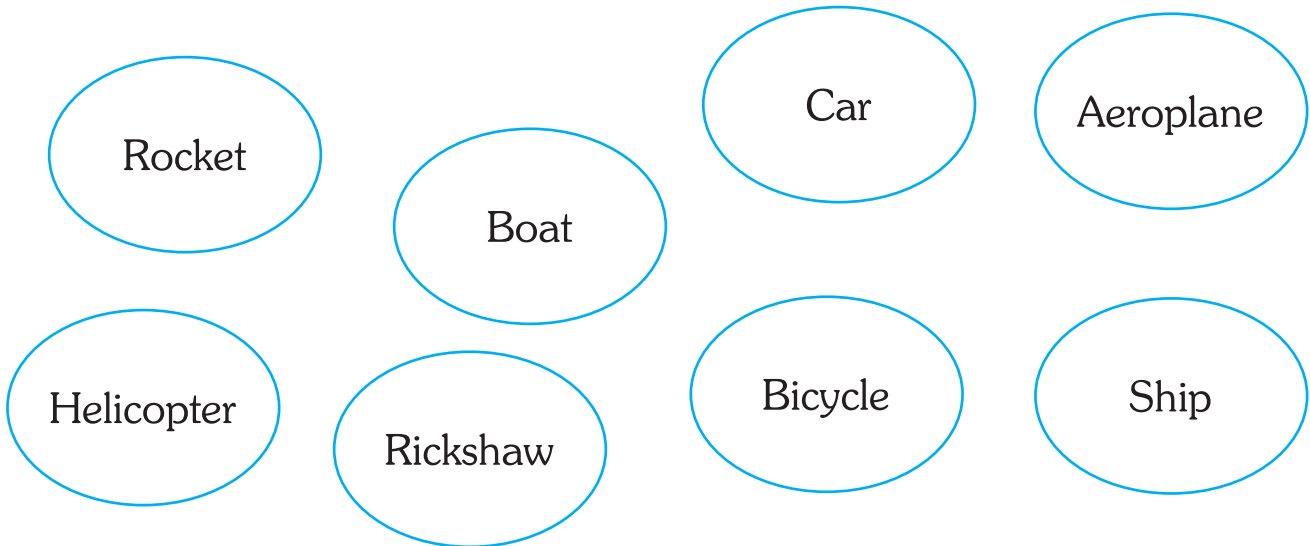 Rocket
Boat
Car
Aeroplane
Helicopter
Rickshaw
Bicycle
Ship